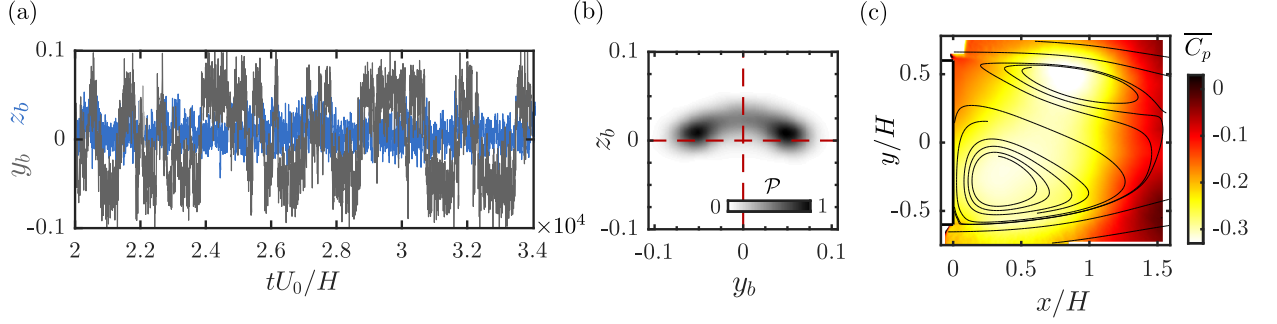 (a)
0.1
0
-0.1
z_b
y_b
2
2.2
2.4
2.6
2.8
3
3.2
3.4
×10^4
tU_0/H
(b)
0.1
0
-0.1
z_b
P
0
1
-0.1
0
0.1
y_b
(c)
0.5
0
-0.5
y/H
0
0.5
1
1.5
x/H
\overline{C_p}
0
-0.1
-0.2
-0.3